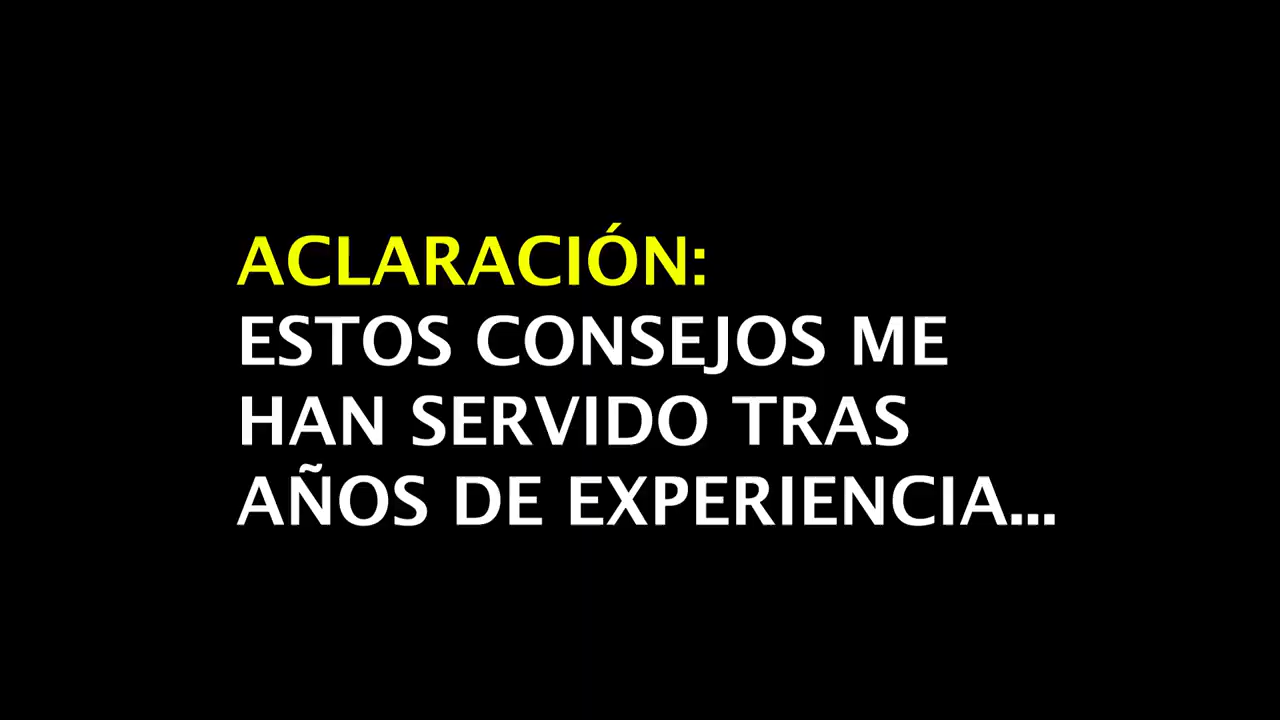 ACLARACIÓN:
ESTOS CONSEJOS ME
HAN SERVIDO TRAS
AÑOS DE EXPERIENCIA...